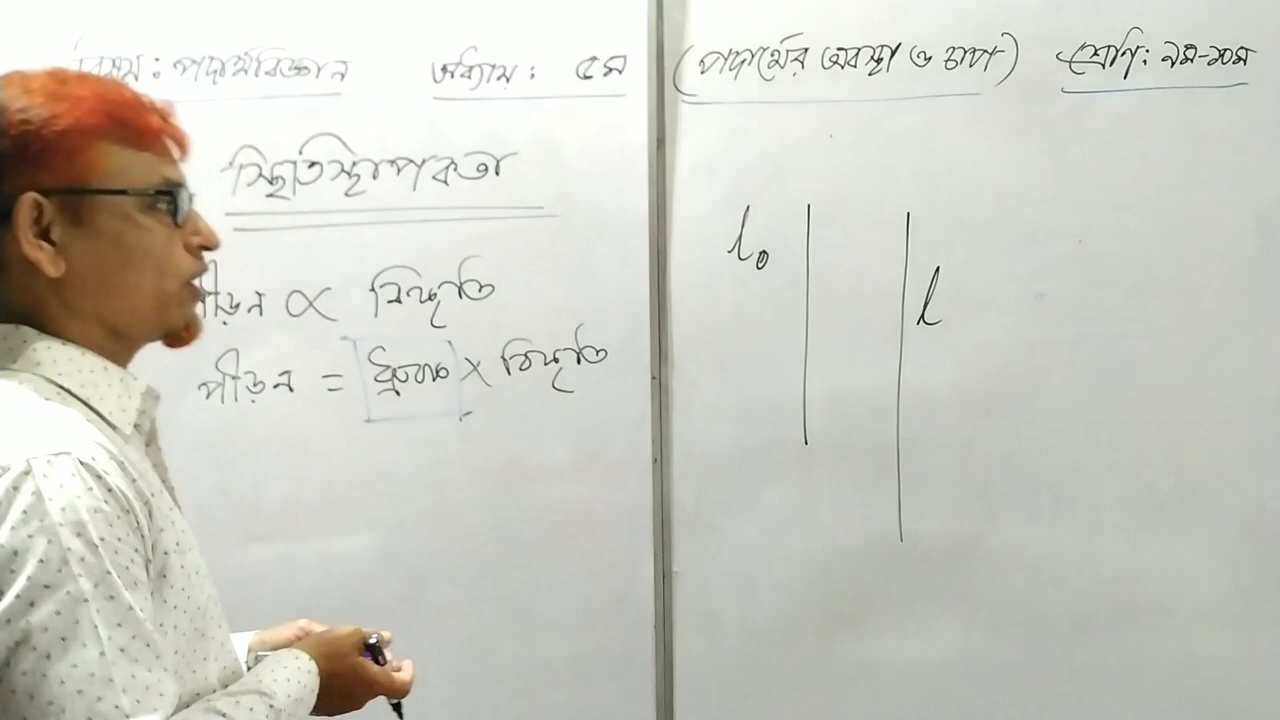 বিষয় : পদার্থবিজ্ঞান অধ্যায় : ৫ম (পদার্থের অবস্থা ও চাপ) শ্রেণি : ৯ম-১০ম
স্থিতিস্থাপকতা
পীড়ন ∝ বিকৃতি
পীড়ন = ধ্রুবক × বিকৃতি
l₀
l